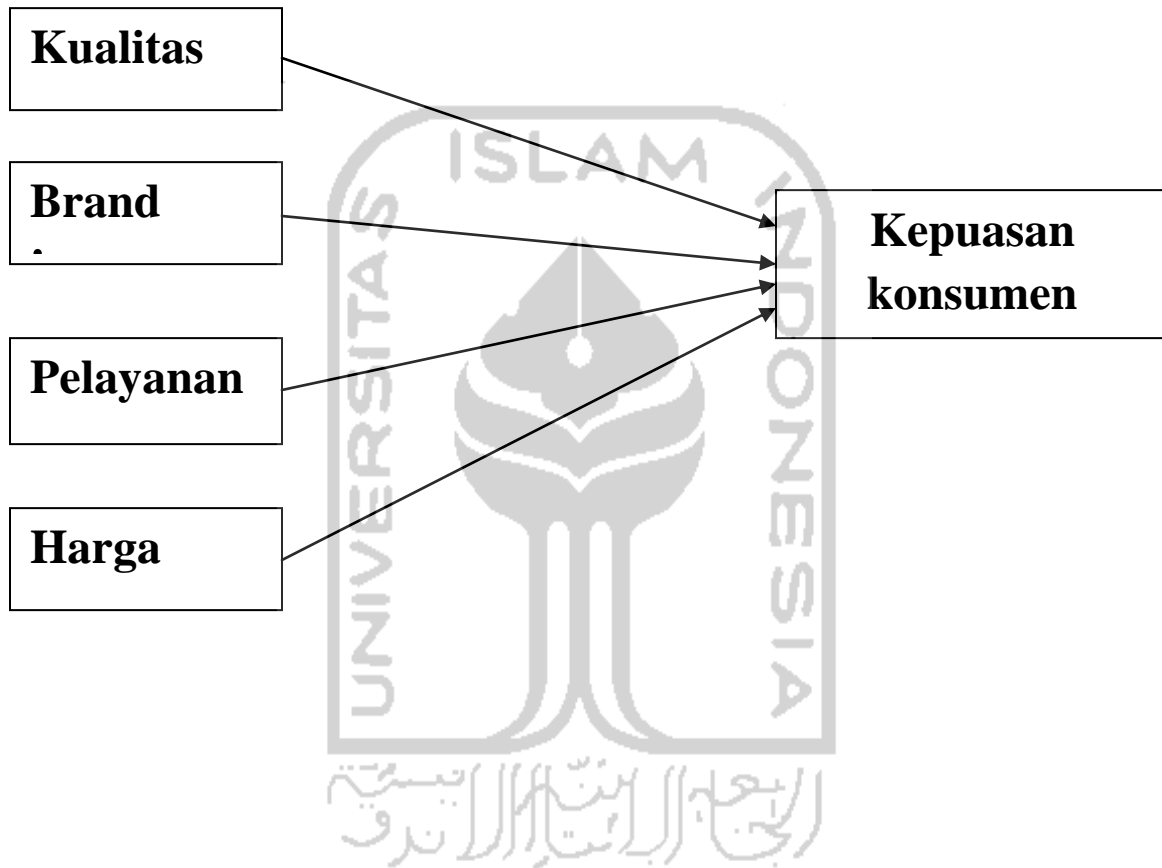 Kualitas
Brand
Pelayanan
Harga
Kepuasan
konsumen
UNIVERSITAS
ISLAM
INDONESIA